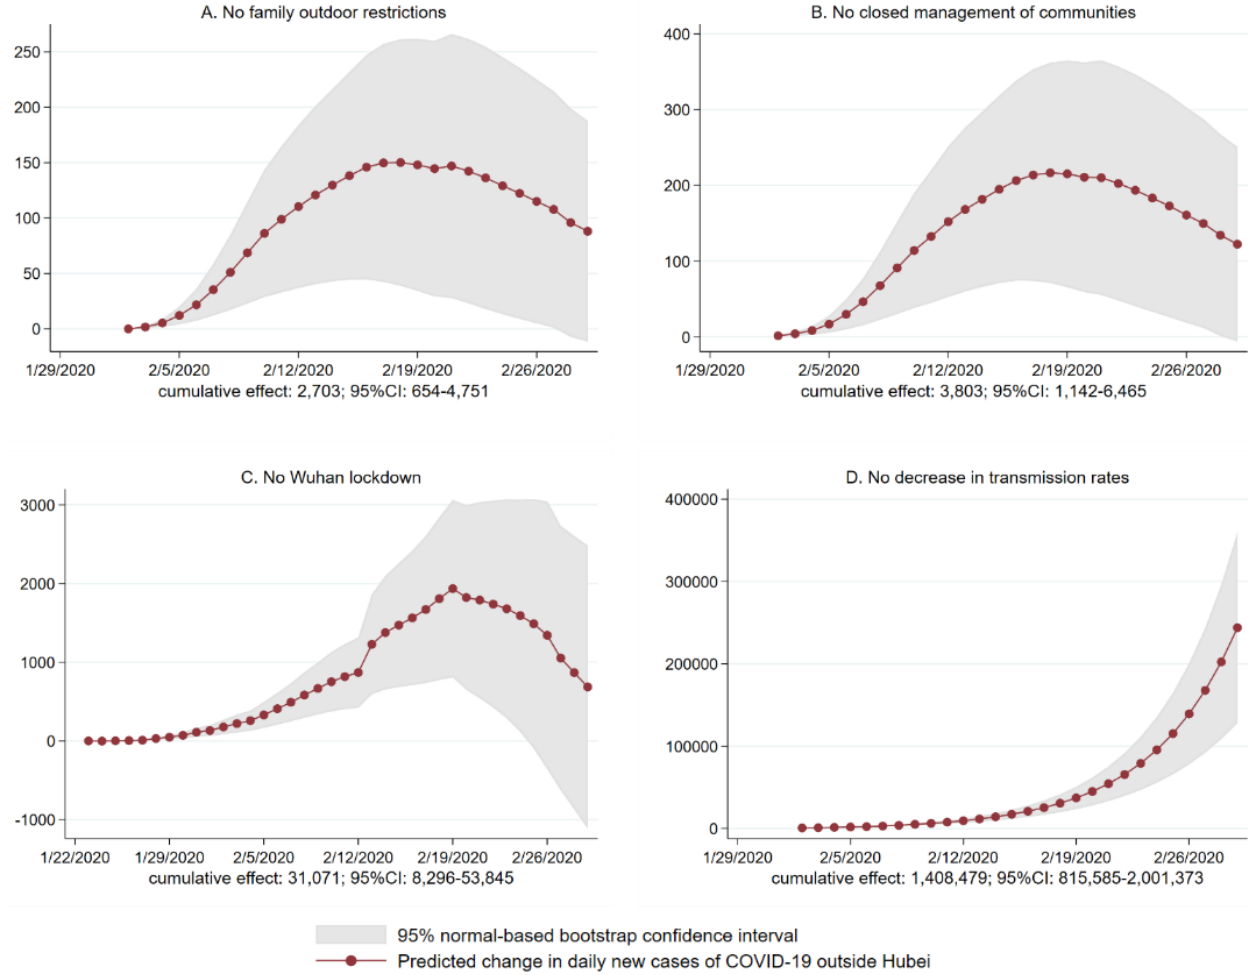 A. No family outdoor restrictions
250
200
150
100
50
0
1/29/2020 2/5/2020 2/12/2020 2/19/2020 2/26/2020
cumulative effect: 2,703; 95%CI: 654-4,751
B. No closed management of communities
400
300
200
100
0
1/29/2020 2/5/2020 2/12/2020 2/19/2020 2/26/2020
cumulative effect: 3,803; 95%CI: 1,142-6,465
C. No Wuhan lockdown
3000
2000
1000
0
-1000
1/22/2020 1/29/2020 2/5/2020 2/12/2020 2/19/2020 2/26/2020
cumulative effect: 31,071; 95%CI: 8,296-53,845
D. No decrease in transmission rates
400000
300000
200000
100000
0
1/29/2020 2/5/2020 2/12/2020 2/19/2020 2/26/2020
cumulative effect: 1,408,479; 95%CI: 815,585-2,001,373
95% normal-based bootstrap confidence interval
Predicted change in daily new cases of COVID-19 outside Hubei